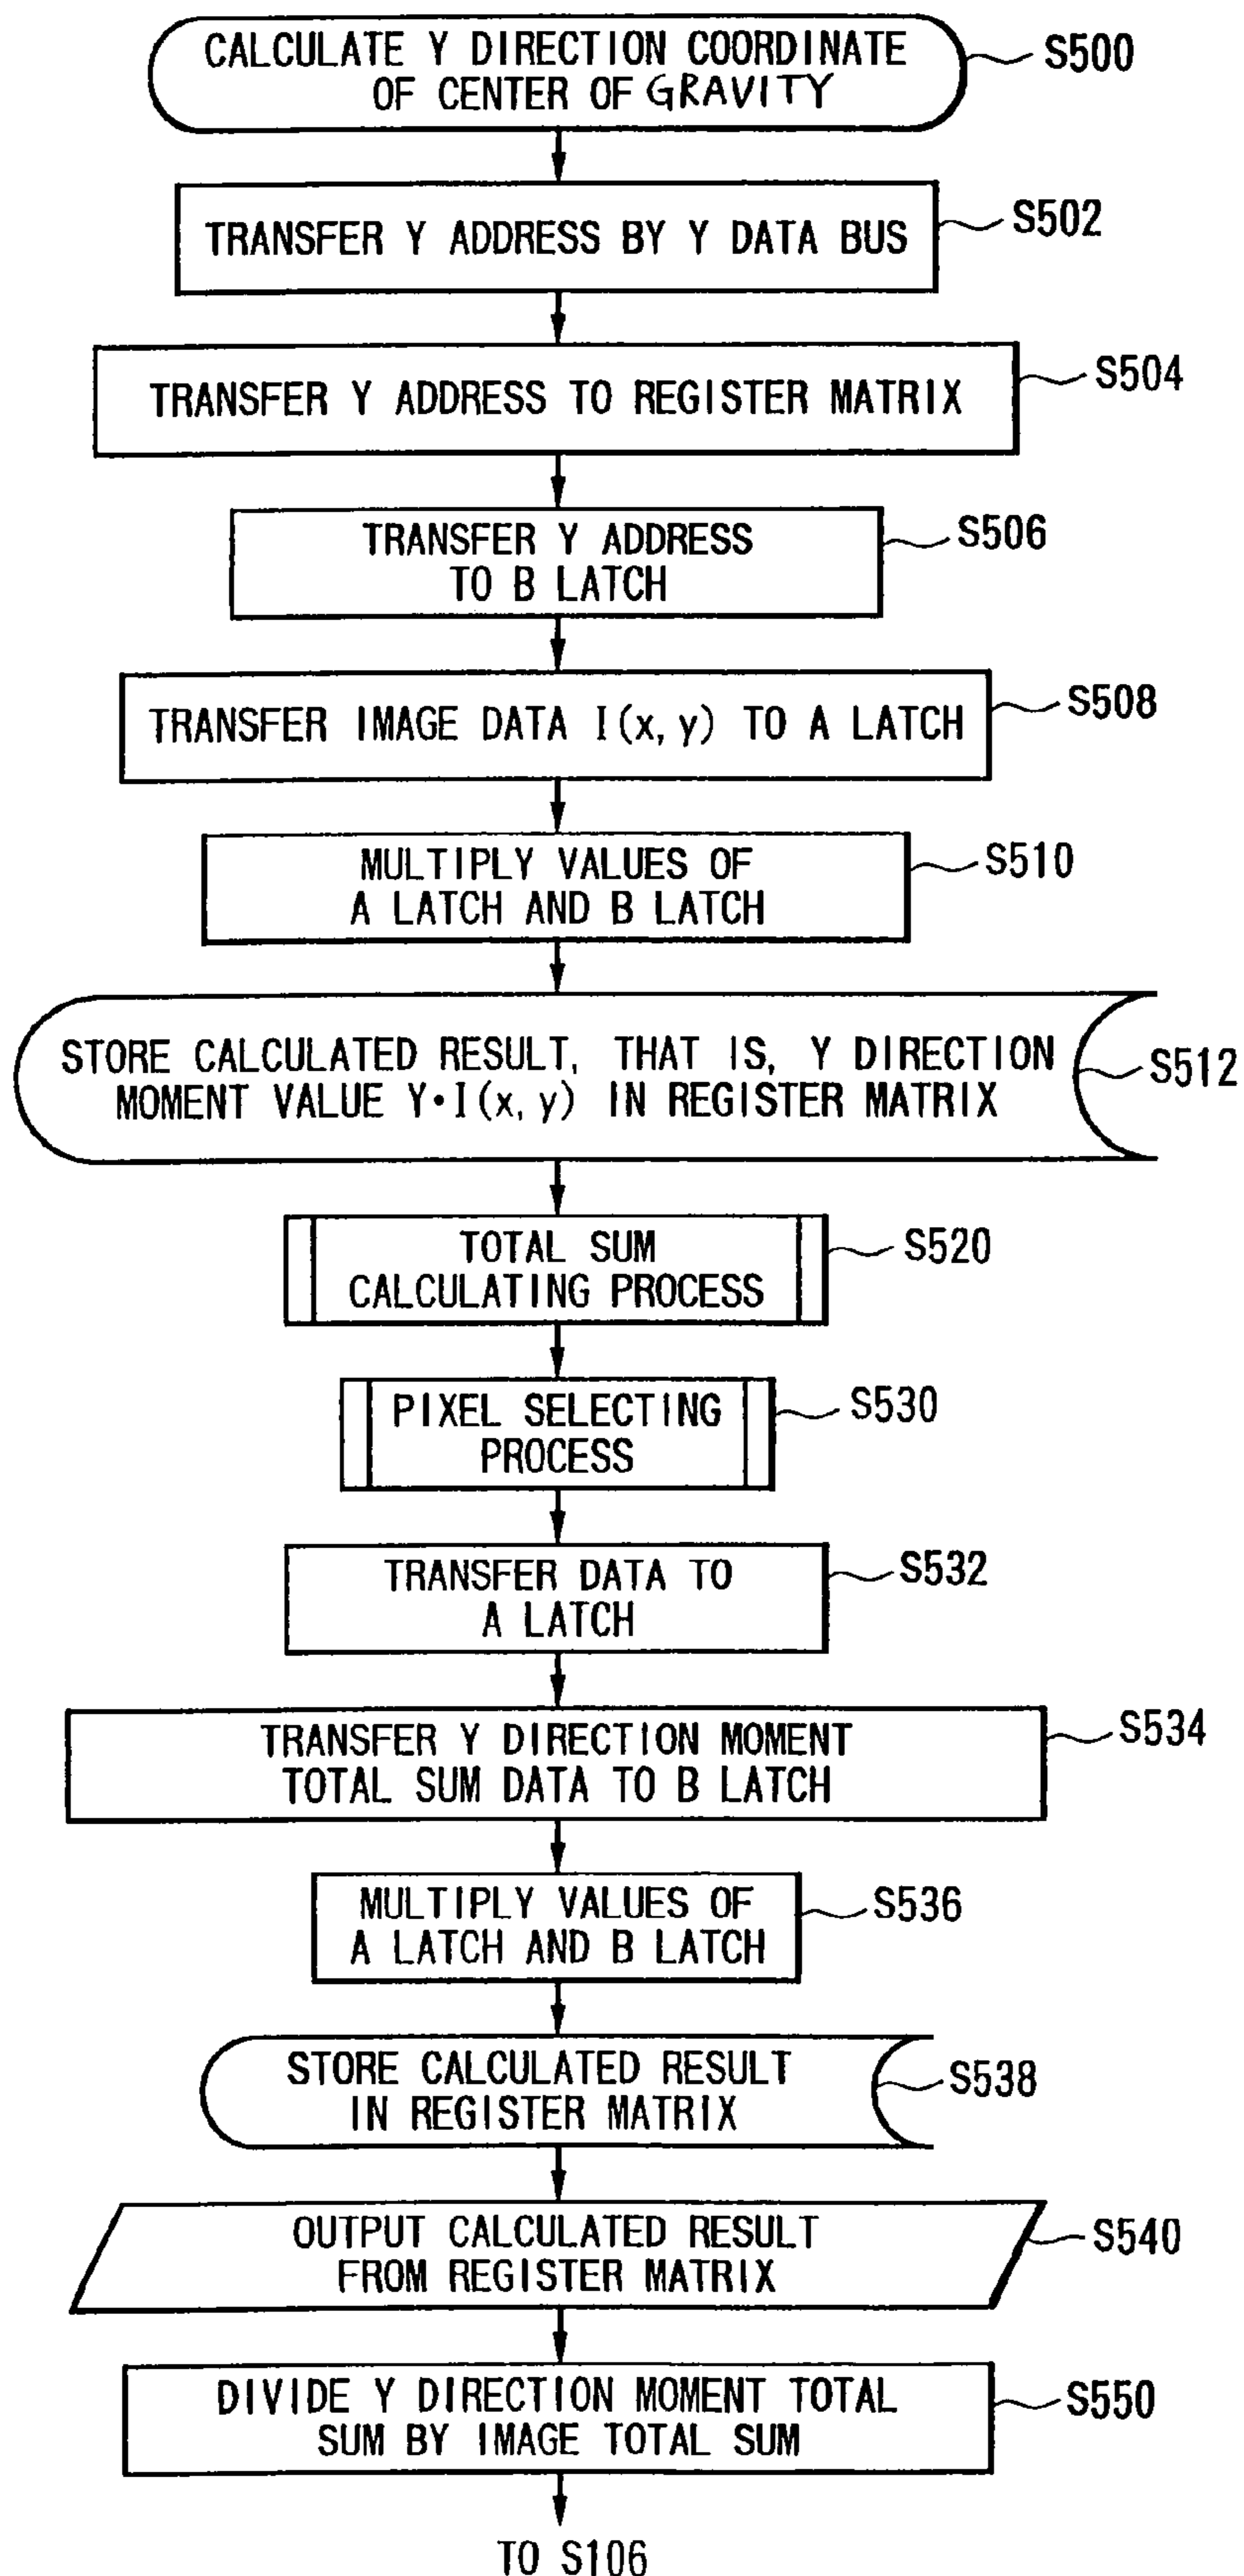 CALCULATE Y DIRECTION COORDINATE
OF CENTER OF GRAVITY
S500
TRANSFER Y ADDRESS BY Y DATA BUS
S502
TRANSFER Y ADDRESS TO REGISTER MATRIX
S504
TRANSFER Y ADDRESS
TO B LATCH
S506
TRANSFER IMAGE DATA I(x, y) TO A LATCH
S508
MULTIPLY VALUES OF
A LATCH AND B LATCH
S510
STORE CALCULATED RESULT, THAT IS, Y DIRECTION
MOMENT VALUE Y·I(x, y) IN REGISTER MATRIX
S512
TOTAL SUM
CALCULATING PROCESS
S520
PIXEL SELECTING
PROCESS
S530
TRANSFER DATA TO
A LATCH
S532
TRANSFER Y DIRECTION MOMENT
TOTAL SUM DATA TO B LATCH
S534
MULTIPLY VALUES OF
A LATCH AND B LATCH
S536
STORE CALCULATED RESULT
IN REGISTER MATRIX
S538
OUTPUT CALCULATED RESULT
FROM REGISTER MATRIX
S540
DIVIDE Y DIRECTION MOMENT TOTAL
SUM BY IMAGE TOTAL SUM
S550
TO S106